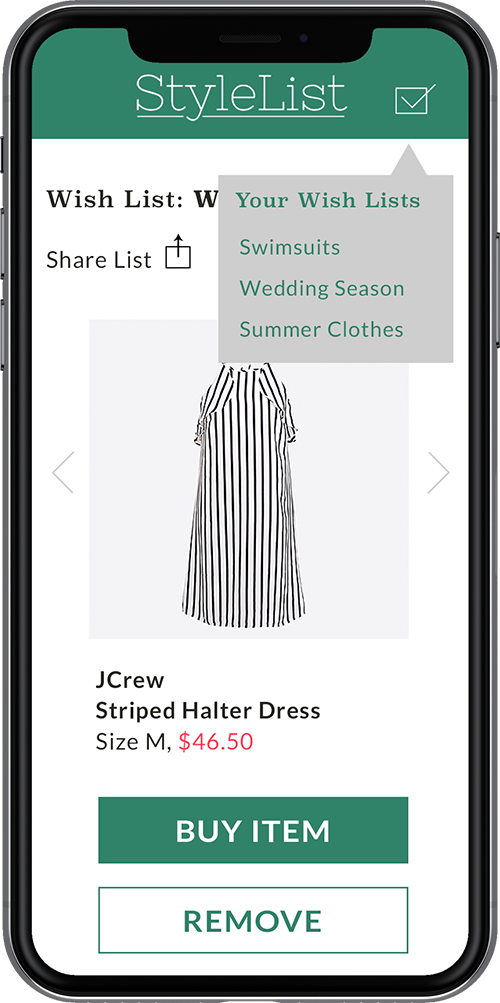 StyleList
Wish List: W
Your Wish Lists
Share List
Swimsuits
Wedding Season
Summer Clothes
JCrew
Striped Halter Dress
Size M, $46.50
BUY ITEM
REMOVE